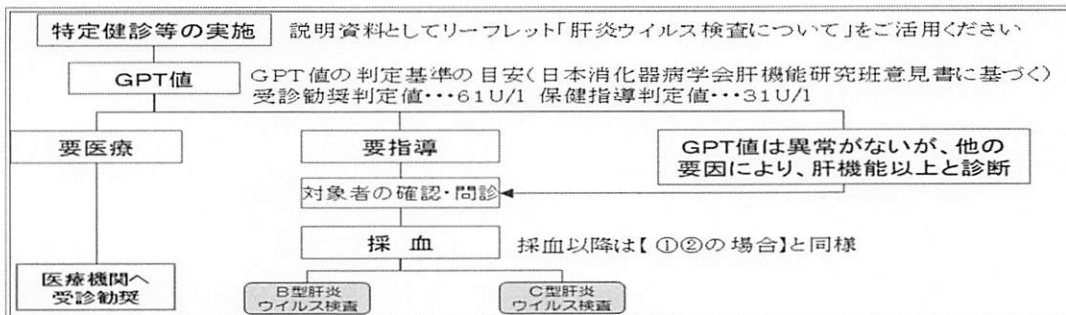 特定健診等の実施 説明資料としてリーフレット「肝炎ウイルス検査について」をご活用ください
GPT値 GPT値の判定基準の目安(日本消化器病学会肝機能研究班意見書に基づく)
受診勧奨判定値・・・61U/l 保健指導判定値・・・31U/l
要医療 要指導 GPT値は異常がないが、他の
要因により、肝機能以上と診断
対象者の確認・問診
採 血 採血以降は【①②の場合】と同様
医療機関へ
受診勧奨
B型肝炎
ウイルス検査
C型肝炎
ウイルス検査